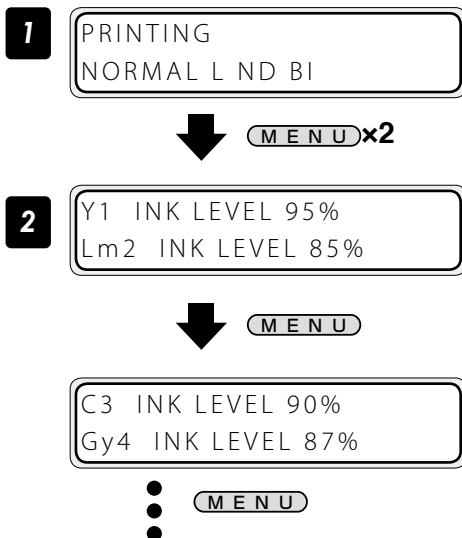 1
PRINTING
NORMAL L ND BI
MENU×2
2
Y1 INK LEVEL 95%
Lm2 INK LEVEL 85%
MENU
C3 INK LEVEL 90%
Gy4 INK LEVEL 87%
MENU